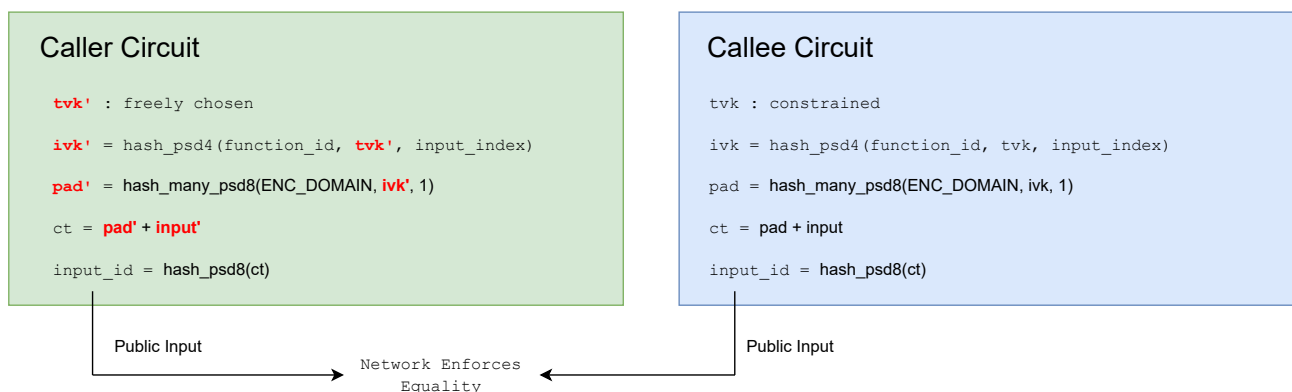 Caller Circuit
tvk' : freely chosen
ivk' = hash_psd4(function_id, tvk', input_index)
pad' = hash_many_psd8(ENC_DOMAIN, ivk', 1)
ct = pad' + input'
input_id = hash_psd8(ct)
Callee Circuit
tvk : constrained
ivk = hash_psd4(function_id, tvk, input_index)
pad = hash_many_psd8(ENC_DOMAIN, ivk, 1)
ct = pad + input
input_id = hash_psd8(ct)
Public Input
Public Input
Network Enforces
Equality